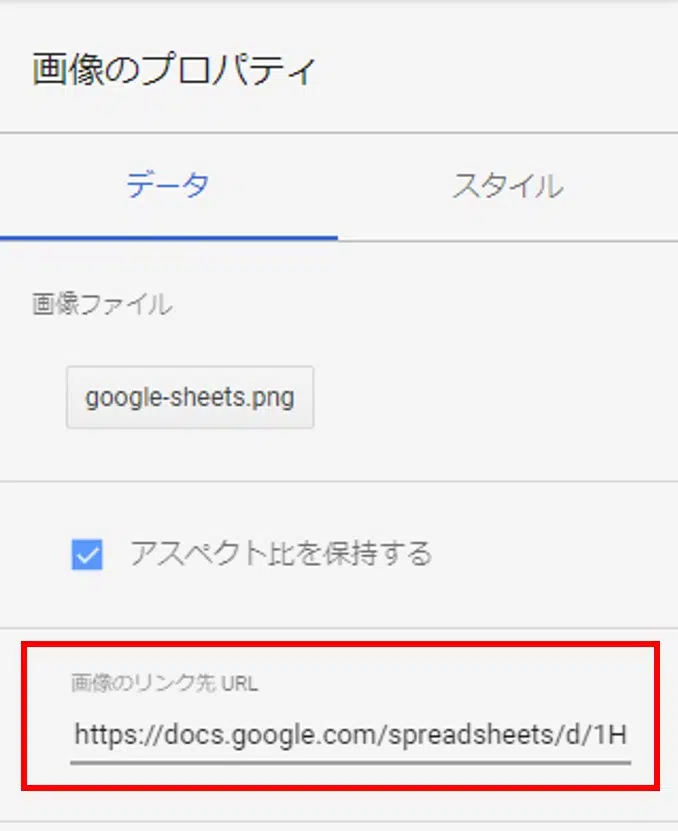 画像のプロパティ
データ
スタイル
画像ファイル
google-sheets.png
アスペクト比を保持する
画像のリンク先 URL
https://docs.google.com/spreadsheets/d/1H